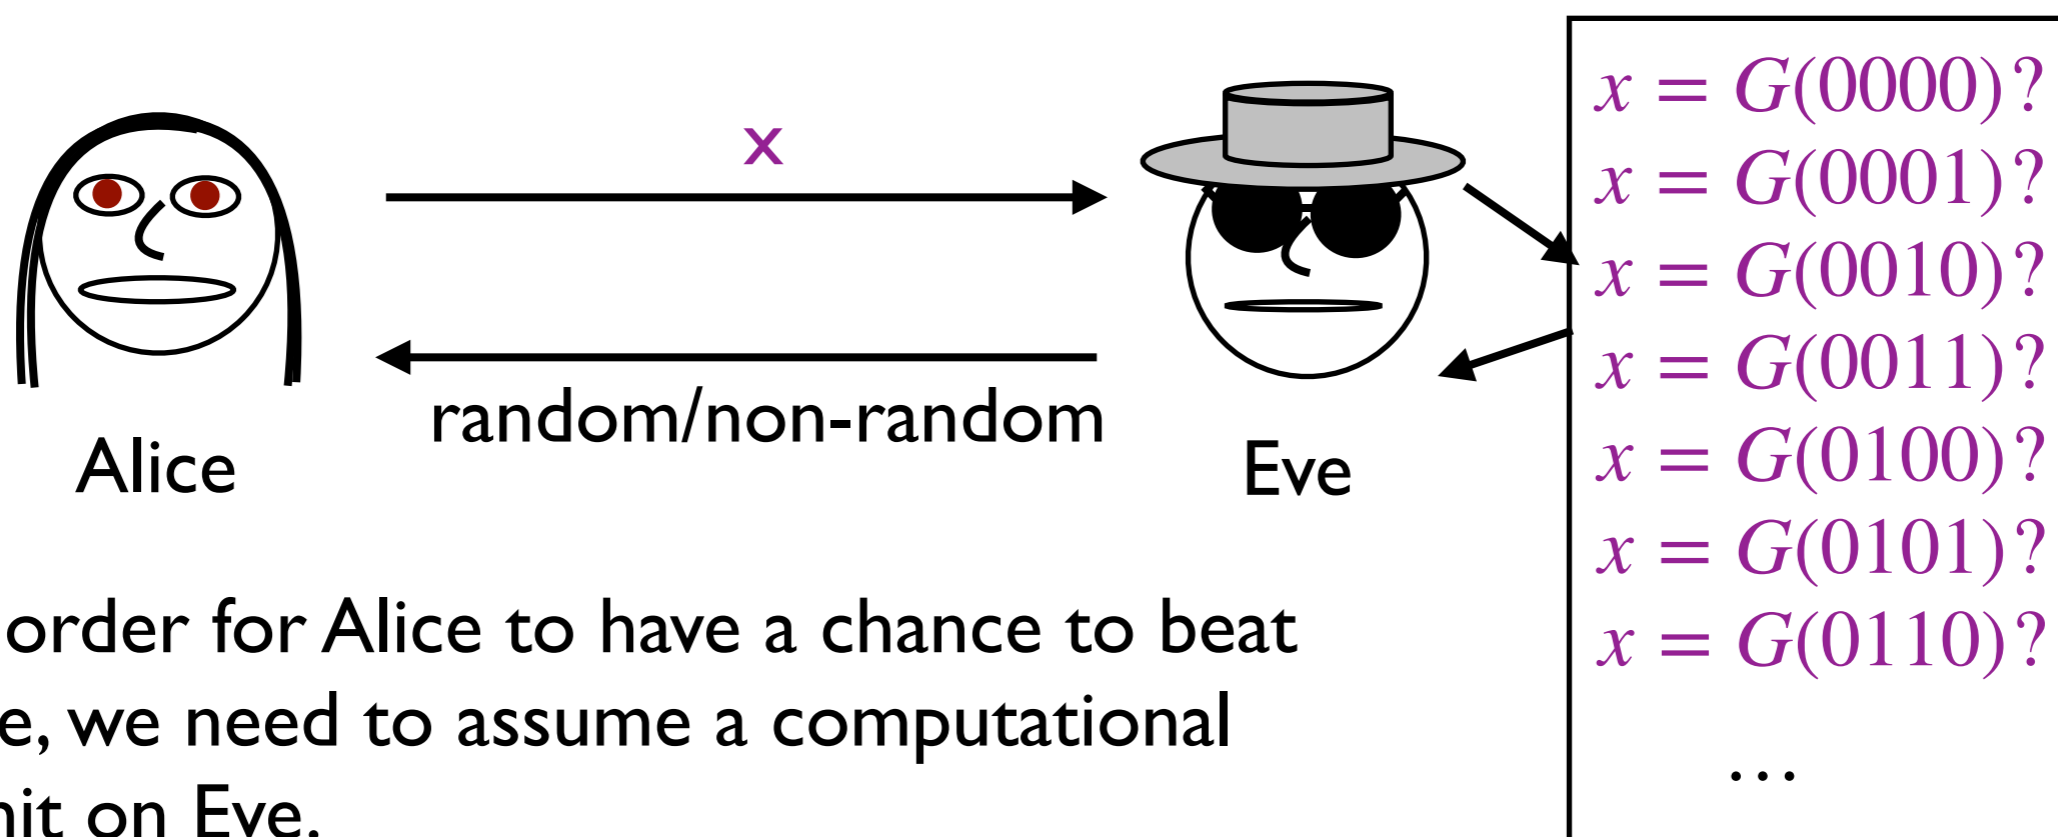 x
random/non-random
Alice
Eve
order for Alice to have a chance to beat
, we need to assume a computational
on Eve.
x = G(0000)?
x = G(0001)?
x = G(0010)?
x = G(0011)?
x = G(0100)?
x = G(0101)?
x = G(0110)?
…